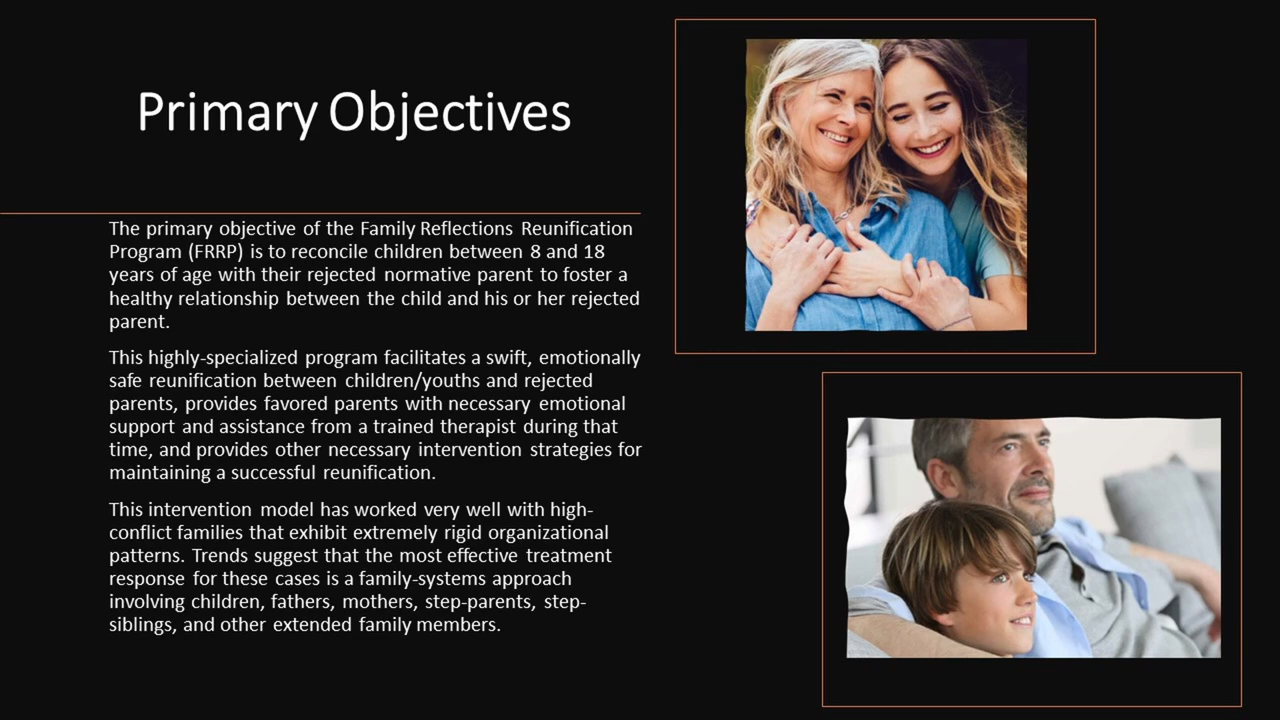 Primary Objectives
The primary objective of the Family Reflections Reunification
Program (FRRP) is to reconcile children between 8 and 18
years of age with their rejected normative parent to foster a
healthy relationship between the child and his or her rejected
parent.
This highly-specialized program facilitates a swift, emotionally
safe reunification between children/youths and rejected
parents, provides favored parents with necessary emotional
support and assistance from a trained therapist during that
time, and provides other necessary intervention strategies for
maintaining a successful reunification.
This intervention model has worked very well with high-
conflict families that exhibit extremely rigid organizational
patterns. Trends suggest that the most effective treatment
response for these cases is a family-systems approach
involving children, fathers, mothers, step-parents, step-
siblings, and other extended family members.